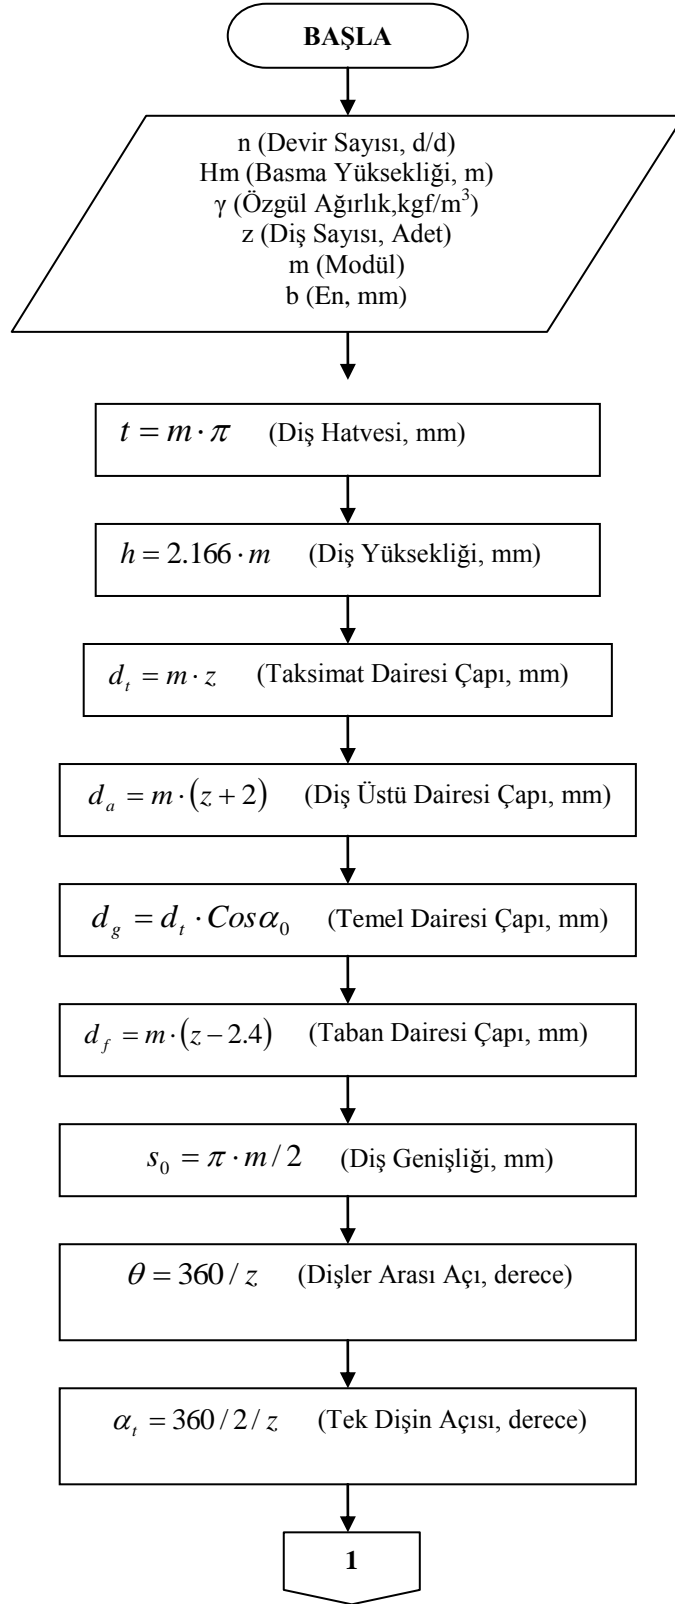 BAŞLA
n (Devir Sayısı, d/d)
Hm (Basma Yüksekliği, m)
γ (Özgül Ağırlık,kgf/m³)
z (Diş Sayısı, Adet)
m (Modül)
b (En, mm)
t = m · π (Diş Hatvesi, mm)
h = 2.166 · m (Diş Yüksekliği, mm)
d_t = m · z (Taksimat Dairesi Çapı, mm)
d_a = m · (z + 2) (Diş Üstü Dairesi Çapı, mm)
d_g = d_t · Cosα₀ (Temel Dairesi Çapı, mm)
d_f = m · (z − 2.4) (Taban Dairesi Çapı, mm)
s₀ = π · m / 2 (Diş Genişliği, mm)
θ = 360 / z (Dişler Arası Açı, derece)
α_t = 360 / 2 / z (Tek Dişin Açısı, derece)
1